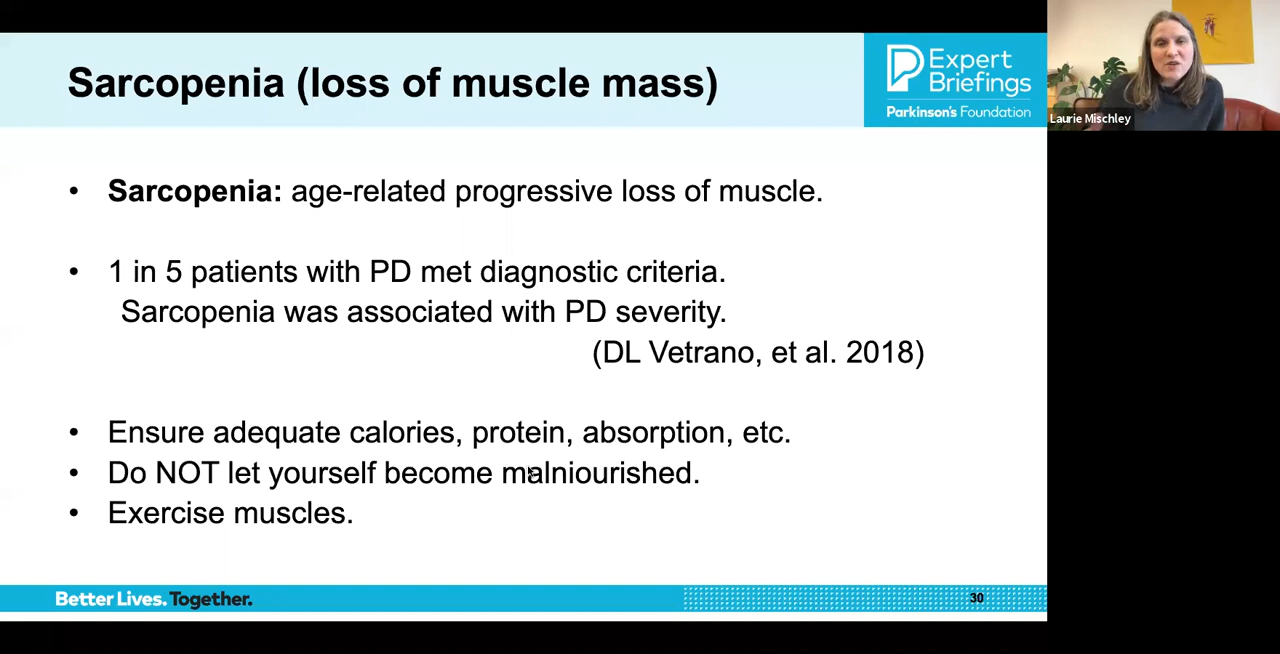 Sarcopenia (loss of muscle mass)
Expert
Briefings
Parkinson's Foundation
Laurie Mischley
• Sarcopenia: age-related progressive loss of muscle.
• 1 in 5 patients with PD met diagnostic criteria.
Sarcopenia was associated with PD severity.
(DL Vetrano, et al. 2018)
• Ensure adequate calories, protein, absorption, etc.
• Do NOT let yourself become malniourished.
• Exercise muscles.
Better Lives. Together.
30